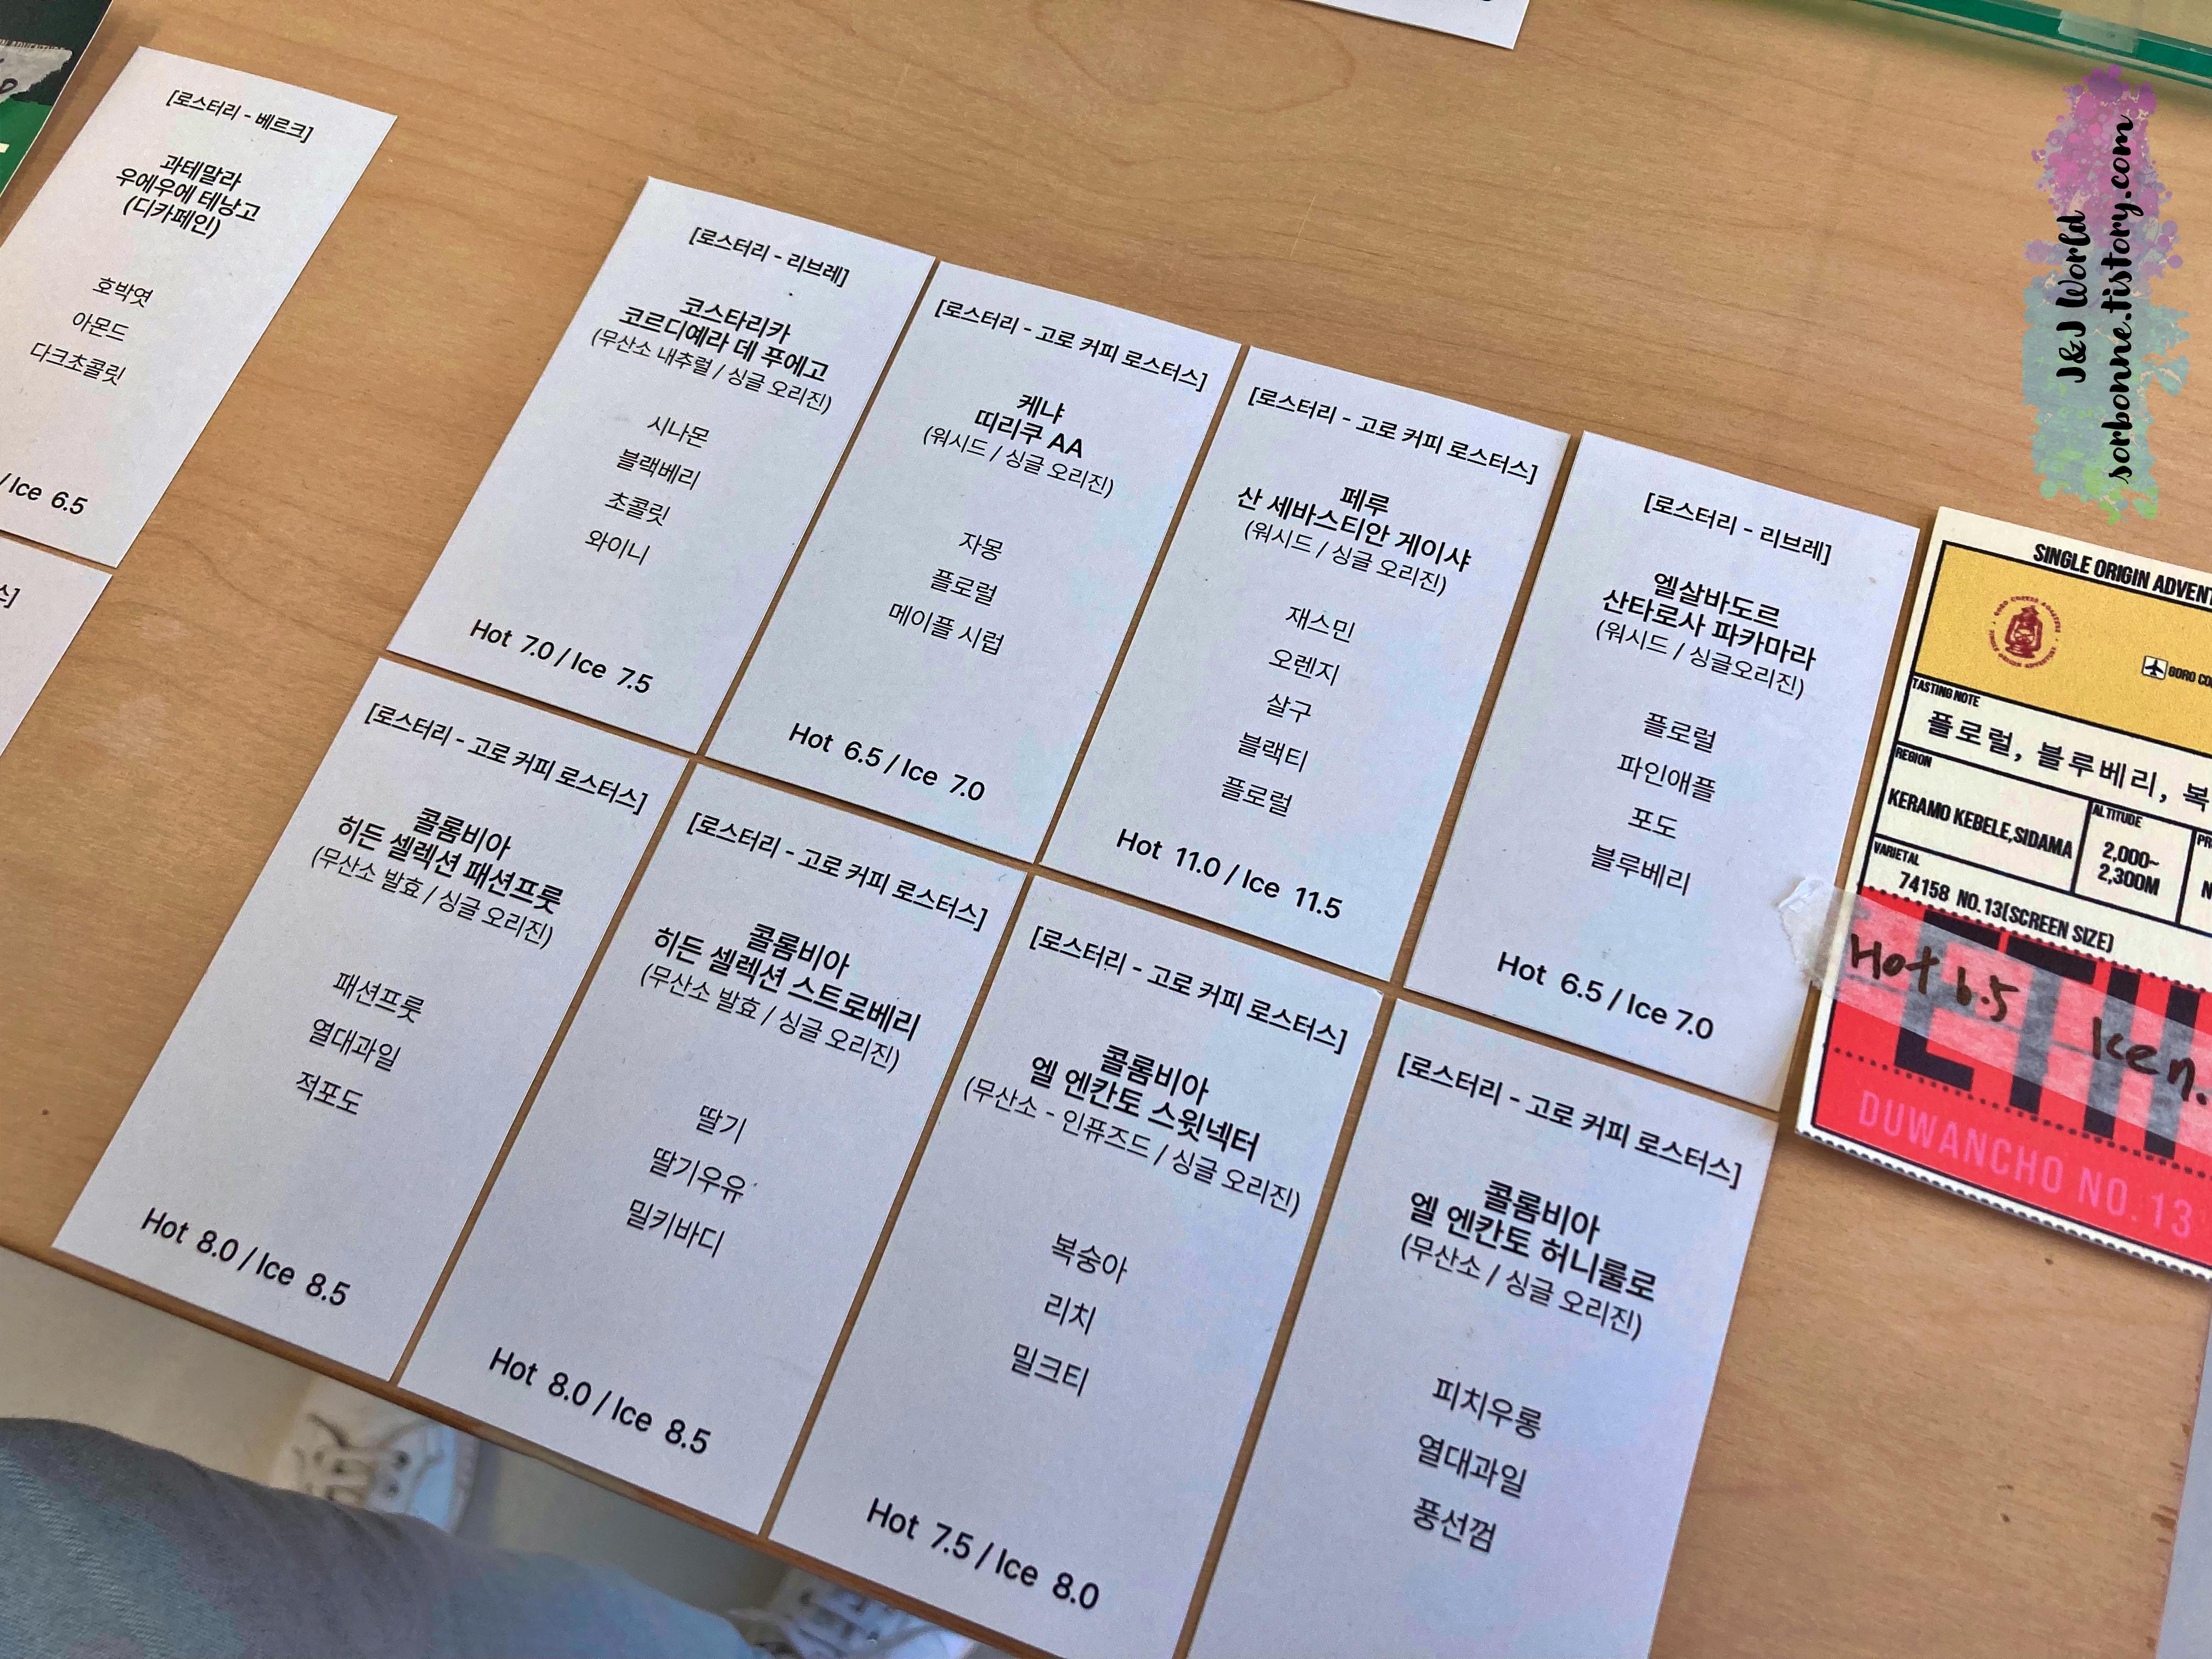 [로스터리 - 베르크]
과테말라
우에우에 테낭고
(디카페인)
호박엿
아몬드
다크초콜릿
/ Ice 6.5
[로스터리 - 리브레]
코스타리카
코르디예라 데 푸에고
(무산소 내추럴 / 싱글 오리진)
시나몬
블랙베리
초콜릿
와이니
Hot 7.0 / Ice 7.5
[로스터리 - 고로 커피 로스터스]
케냐
띠리쿠 AA
(워시드 / 싱글 오리진)
자몽
플로럴
메이플 시럽
Hot 6.5 / Ice 7.0
[로스터리 - 고로 커피 로스터스]
페루
산 세바스티안 게이샤
(워시드 / 싱글 오리진)
재스민
오렌지
살구
블랙티
플로럴
Hot 11.0 / Ice 11.5
[로스터리 - 리브레]
엘살바도르
산타로사 파카마라
(워시드 / 싱글오리진)
플로럴
파인애플
포도
블루베리
Hot 6.5 / Ice 7.0
SINGLE ORIGIN ADVENT
GORO CO
TASTING NOTE
플로럴, 블루베리, 복
REGION
KERAMO KEBELE,SIDAMA
ALTITUDE
2,000~
2,300M
VARIETAL
74158 NO.13(SCREEN SIZE)
Hot 6.5
Ice 7.
ETH
DUWANCHO NO.13
[로스터리 - 고로 커피 로스터스]
콜롬비아
히든 셀렉션 패션프룻
(무산소 발효 / 싱글 오리진)
패션프룻
열대과일
적포도
Hot 8.0 / Ice 8.5
[로스터리 - 고로 커피 로스터스]
콜롬비아
히든 셀렉션 스트로베리
(무산소 발효 / 싱글 오리진)
딸기
딸기우유
밀키바디
Hot 8.0 / Ice 8.5
[로스터리 - 고로 커피 로스터스]
콜롬비아
엘 엔칸토 스윗넥터
(무산소 - 인퓨즈드 / 싱글 오리진)
복숭아
리치
밀크티
Hot 7.5 / Ice 8.0
[로스터리 - 고로 커피 로스터스]
콜롬비아
엘 엔칸토 허니룰로
(무산소 / 싱글 오리진)
피치우롱
열대과일
풍선껌
J&J World
sorbonne.tistory.com